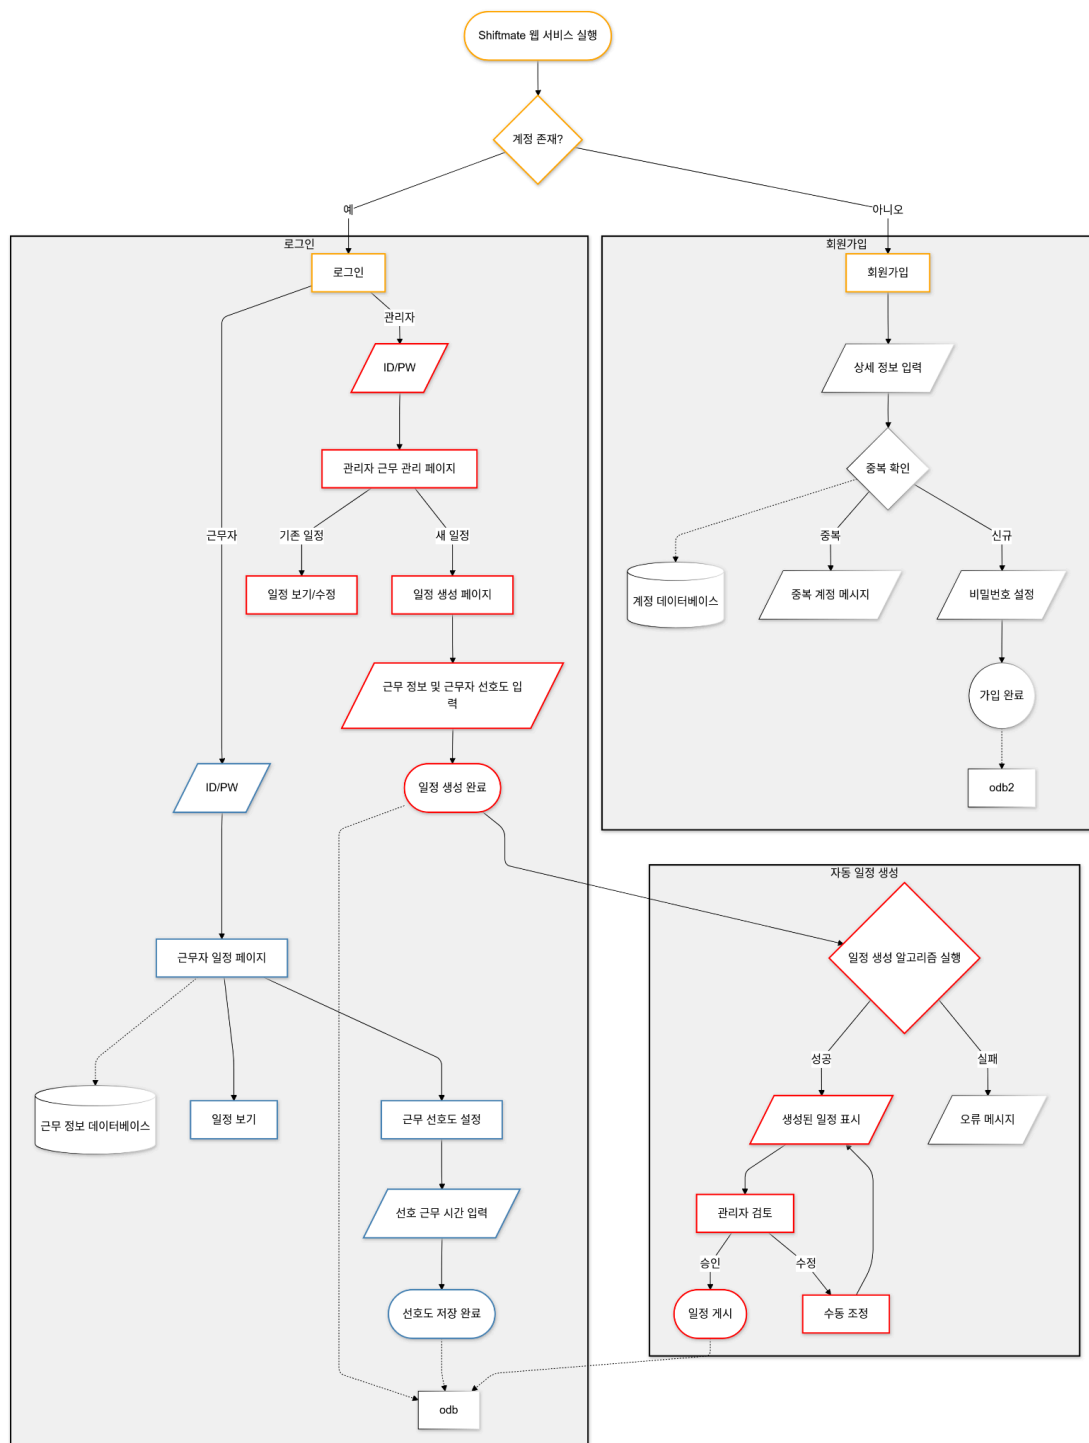 Shiftmate 웹 서비스 실행
계정 존재?
예
아니오
로그인
로그인
관리자
ID/PW
관리자 근무 관리 페이지
근무자
기존 일정
새 일정
일정 보기/수정
일정 생성 페이지
근무 정보 및 근무자 선호도 입
력
ID/PW
일정 생성 완료
근무자 일정 페이지
근무 정보 데이터베이스
일정 보기
근무 선호도 설정
선호 근무 시간 입력
선호도 저장 완료
odb
회원가입
회원가입
상세 정보 입력
중복 확인
중복
신규
계정 데이터베이스
중복 계정 메시지
비밀번호 설정
가입 완료
odb2
자동 일정 생성
일정 생성 알고리즘 실행
성공
실패
생성된 일정 표시
오류 메시지
관리자 검토
승인
수정
일정 게시
수동 조정